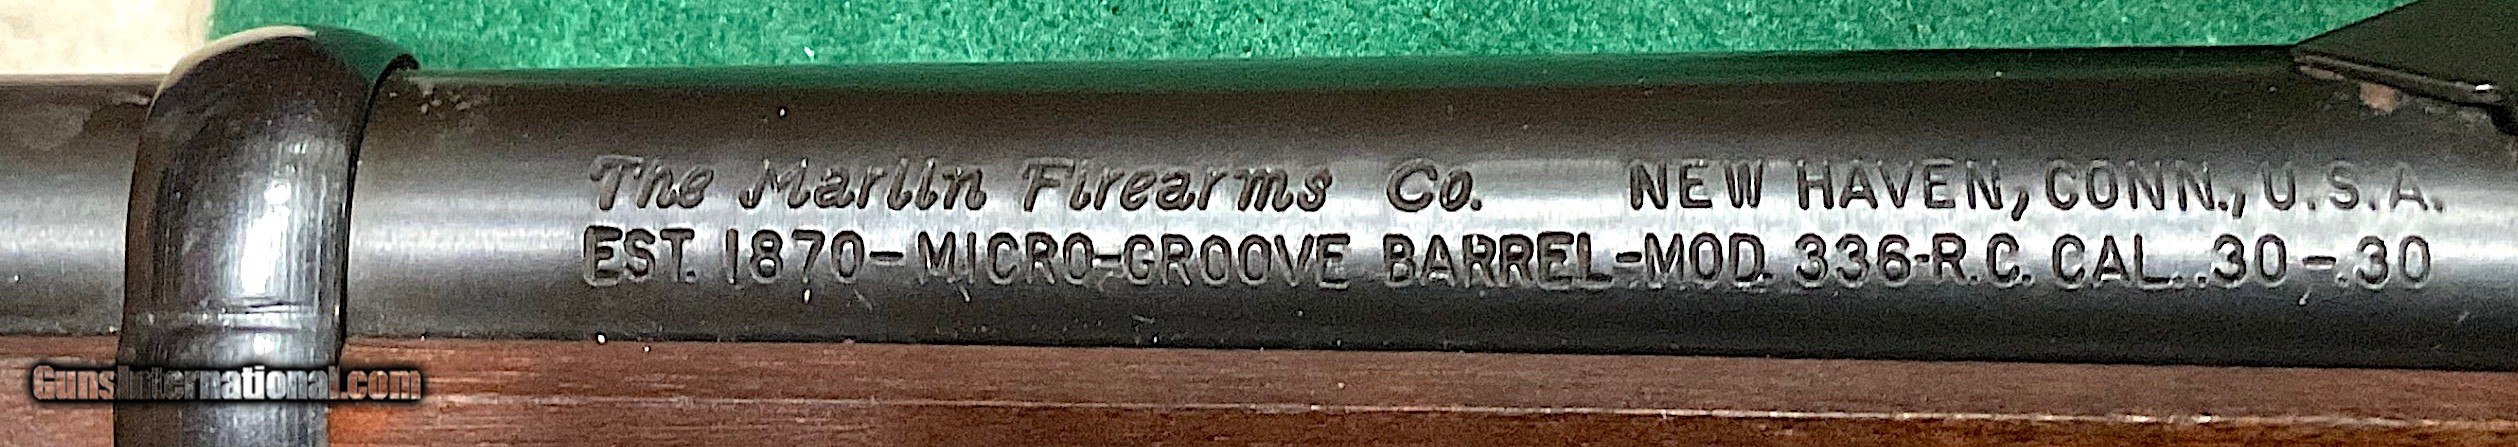 The Marlin Firearms Co. NEW HAVEN, CONN., U.S.A.
EST. 1870-MICRO-GROOVE BARREL-MOD. 336-R.C. CAL. .30-.30
GunsInternational.com